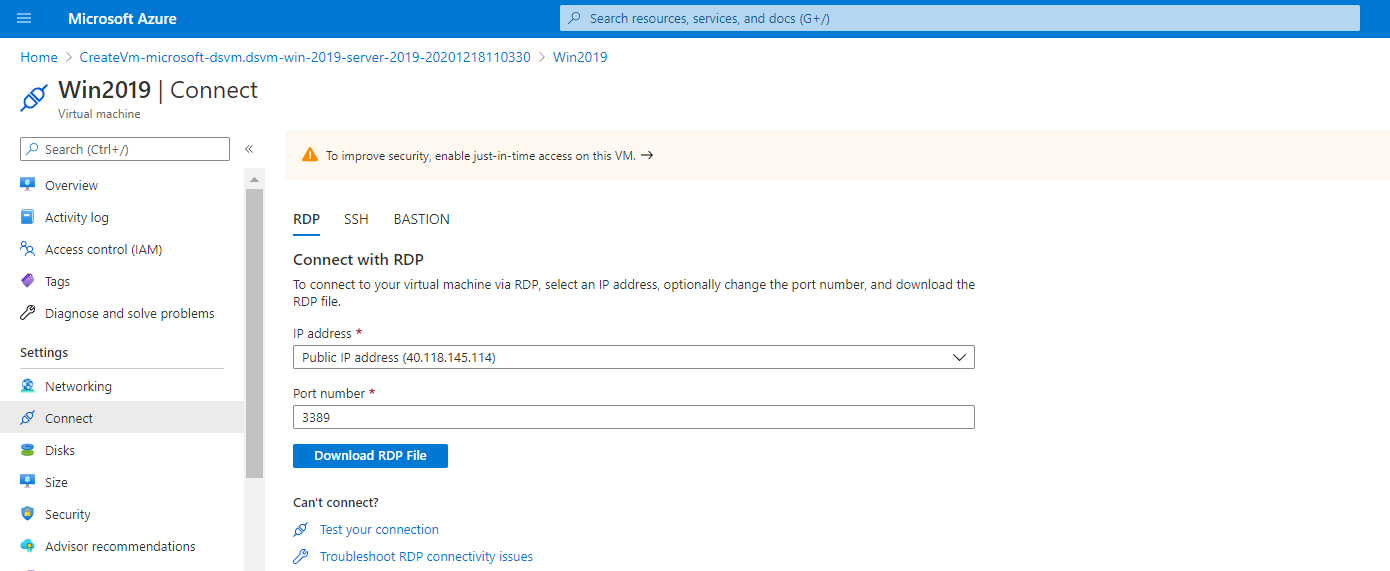 Microsoft Azure
Search resources, services, and docs (G+/)
Home > CreateVm-microsoft-dsvm.dsvm-win-2019-server-2019-20201218110330 > Win2019
Win2019 | Connect
Virtual machine
Search (Ctrl+/)
«
Overview
Activity log
Access control (IAM)
Tags
Diagnose and solve problems
Settings
Networking
Connect
Disks
Size
Security
Advisor recommendations
To improve security, enable just-in-time access on this VM. →
RDP SSH BASTION
Connect with RDP
To connect to your virtual machine via RDP, select an IP address, optionally change the port number, and download the
RDP file.
IP address *
Public IP address (40.118.145.114)
Port number *
3389
Download RDP File
Can't connect?
Test your connection
Troubleshoot RDP connectivity issues